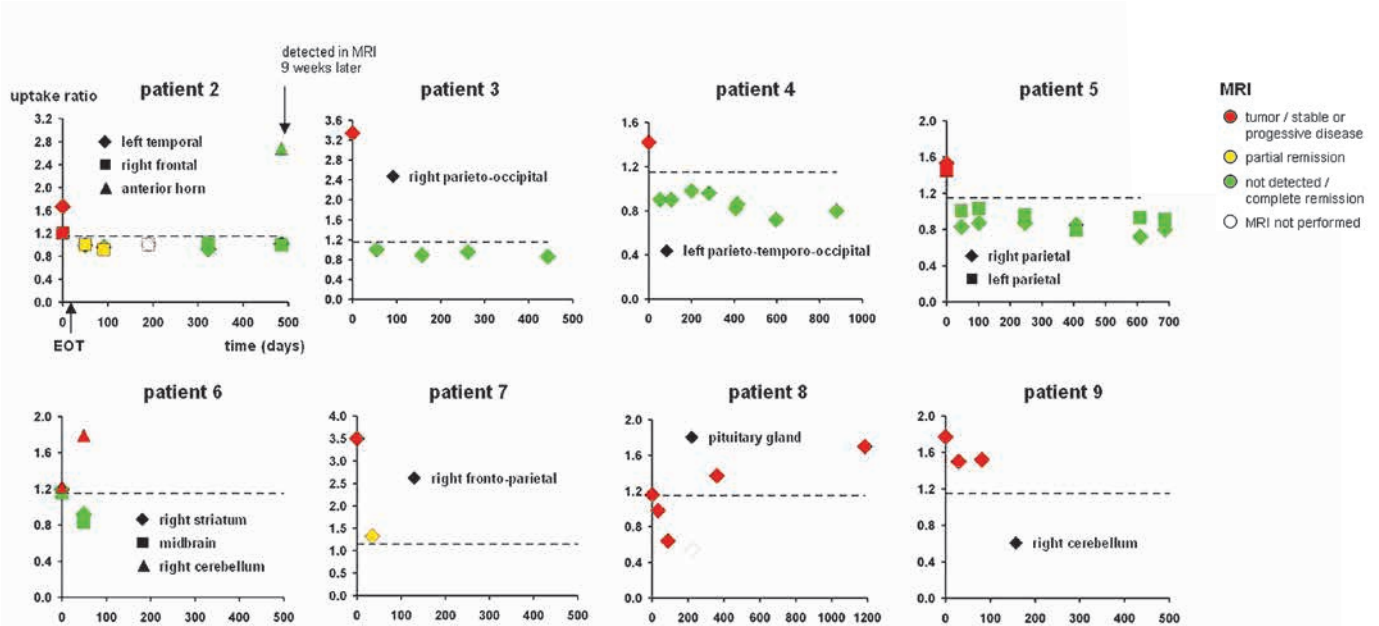 detected in MRI
9 weeks later
patient 2
patient 3
patient 4
patient 5
MRI
tumor / stable or
progessive disease
partial remission
not detected /
complete remission
MRI not performed
uptake ratio
3.2
2.8
2.4
2.0
1.6
1.2
0.8
0.4
0.0
left temporal
right frontal
anterior horn
0 100 200 300 400 500
EOT
time (days)
3.6
3.2
2.8
2.4
2.0
1.6
1.2
0.8
0.4
0.0
right parieto-occipital
0 100 200 300 400 500
1.6
1.2
0.8
0.4
0.0
left parieto-temporo-occipital
0 200 400 600 800 1000
2.0
1.6
1.2
0.8
0.4
0.0
right parietal
left parietal
0 100 200 300 400 500 600 700
patient 6
patient 7
patient 8
patient 9
2.0
1.6
1.2
0.8
0.4
0.0
right striatum
midbrain
right cerebellum
0 100 200 300 400 500
4.0
3.5
3.0
2.5
2.0
1.5
1.0
0.5
0.0
right fronto-parietal
0 100 200 300 400 500
2.0
1.6
1.2
0.8
0.4
0.0
pituitary gland
0 200 400 600 800 1000 1200
2.0
1.6
1.2
0.8
0.4
0.0
right cerebellum
0 100 200 300 400 500